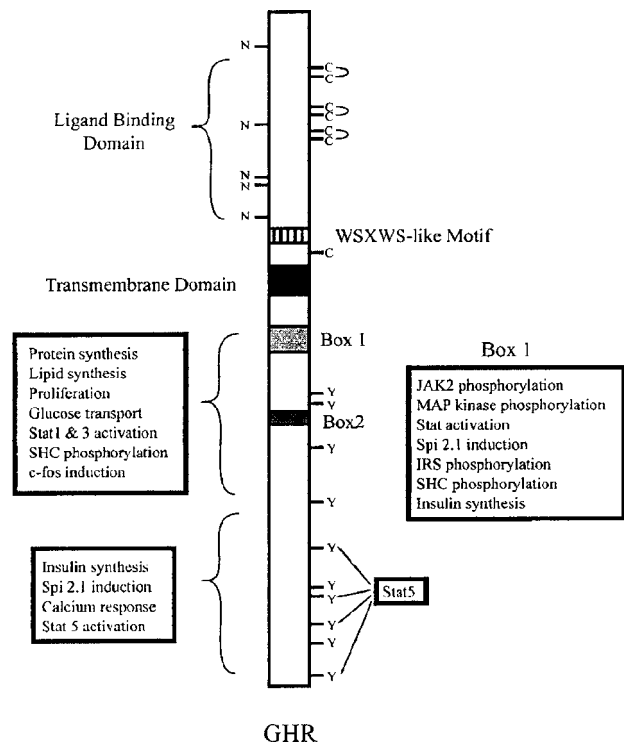 N
C
C
Ligand Binding
Domain
C
C
N
C
C
N
N
N
WSXWS-like Motif
C
Transmembrane Domain
Box 1
Protein synthesis
Lipid synthesis
Proliferation
Glucose transport
Stat1 & 3 activation
SHC phosphorylation
c-fos induction
Y
Y
Box2
Y
Y
Box 1
JAK2 phosphorylation
MAP kinase phosphorylation
Stat activation
Spi 2.1 induction
IRS phosphorylation
SHC phosphorylation
Insulin synthesis
Insulin synthesis
Spi 2.1 induction
Calcium response
Stat 5 activation
Y
Y
Y
Y
Y
Y
Stat5
GHR